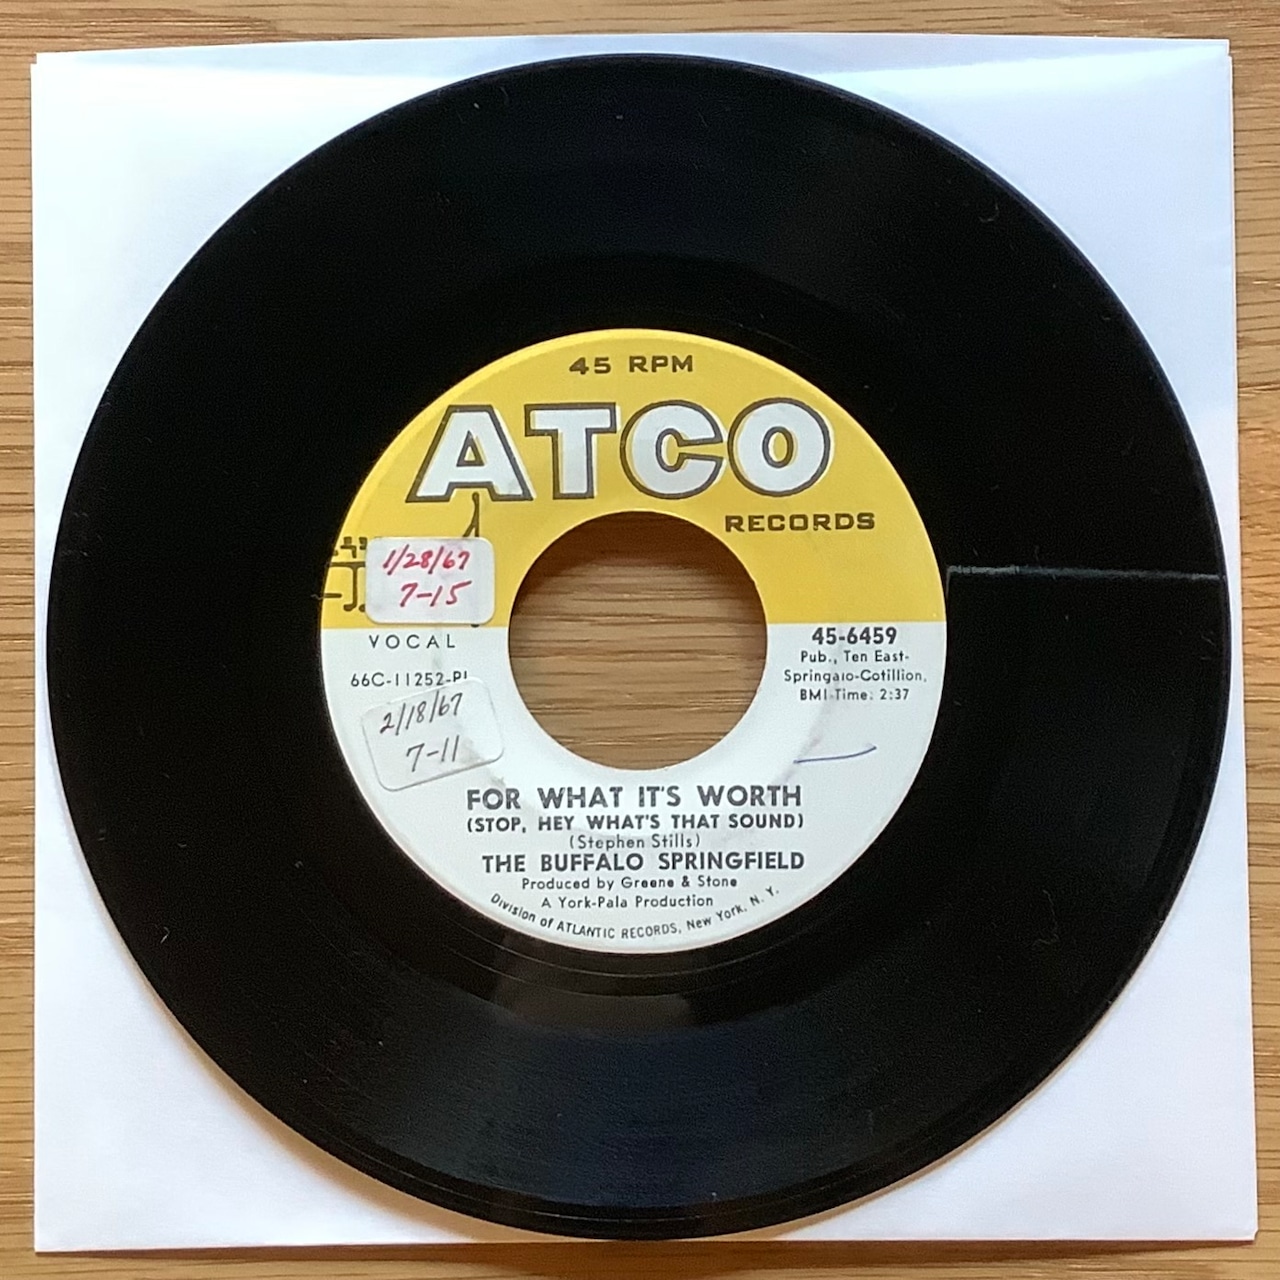 45 RPM
ATCO
RECORDS
1/28/67
7-15
VOCAL
66C-11252-PL
2/18/67
7-11
45-6459
Pub., Ten East-
Springalo-Cotillion,
BMI-Time: 2:37
FOR WHAT IT'S WORTH
(STOP, HEY WHAT'S THAT SOUND)
(Stephen Stills)
THE BUFFALO SPRINGFIELD
Produced by Greene & Stone
A York-Pala Production
Division of ATLANTIC RECORDS, New York, N. Y.